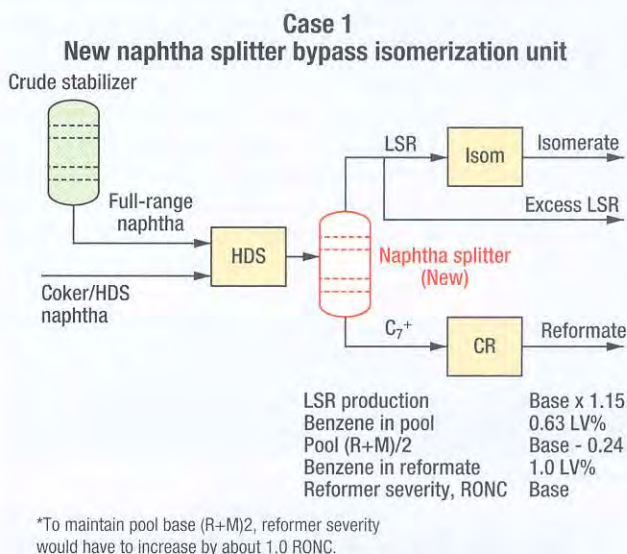 Case 1
New naphtha splitter bypass isomerization unit
Crude stabilizer
LSR
Isom
Isomerate
Full-range
naphtha
Excess LSR
HDS
Naphtha splitter
(New)
Coker/HDS
naphtha
C₇⁺
CR
Reformate
LSR production Base x 1.15
Benzene in pool 0.63 LV%
Pool (R+M)/2 Base - 0.24
Benzene in reformate 1.0 LV%
Reformer severity, RONC Base
*To maintain pool base (R+M)2, reformer severity
would have to increase by about 1.0 RONC.